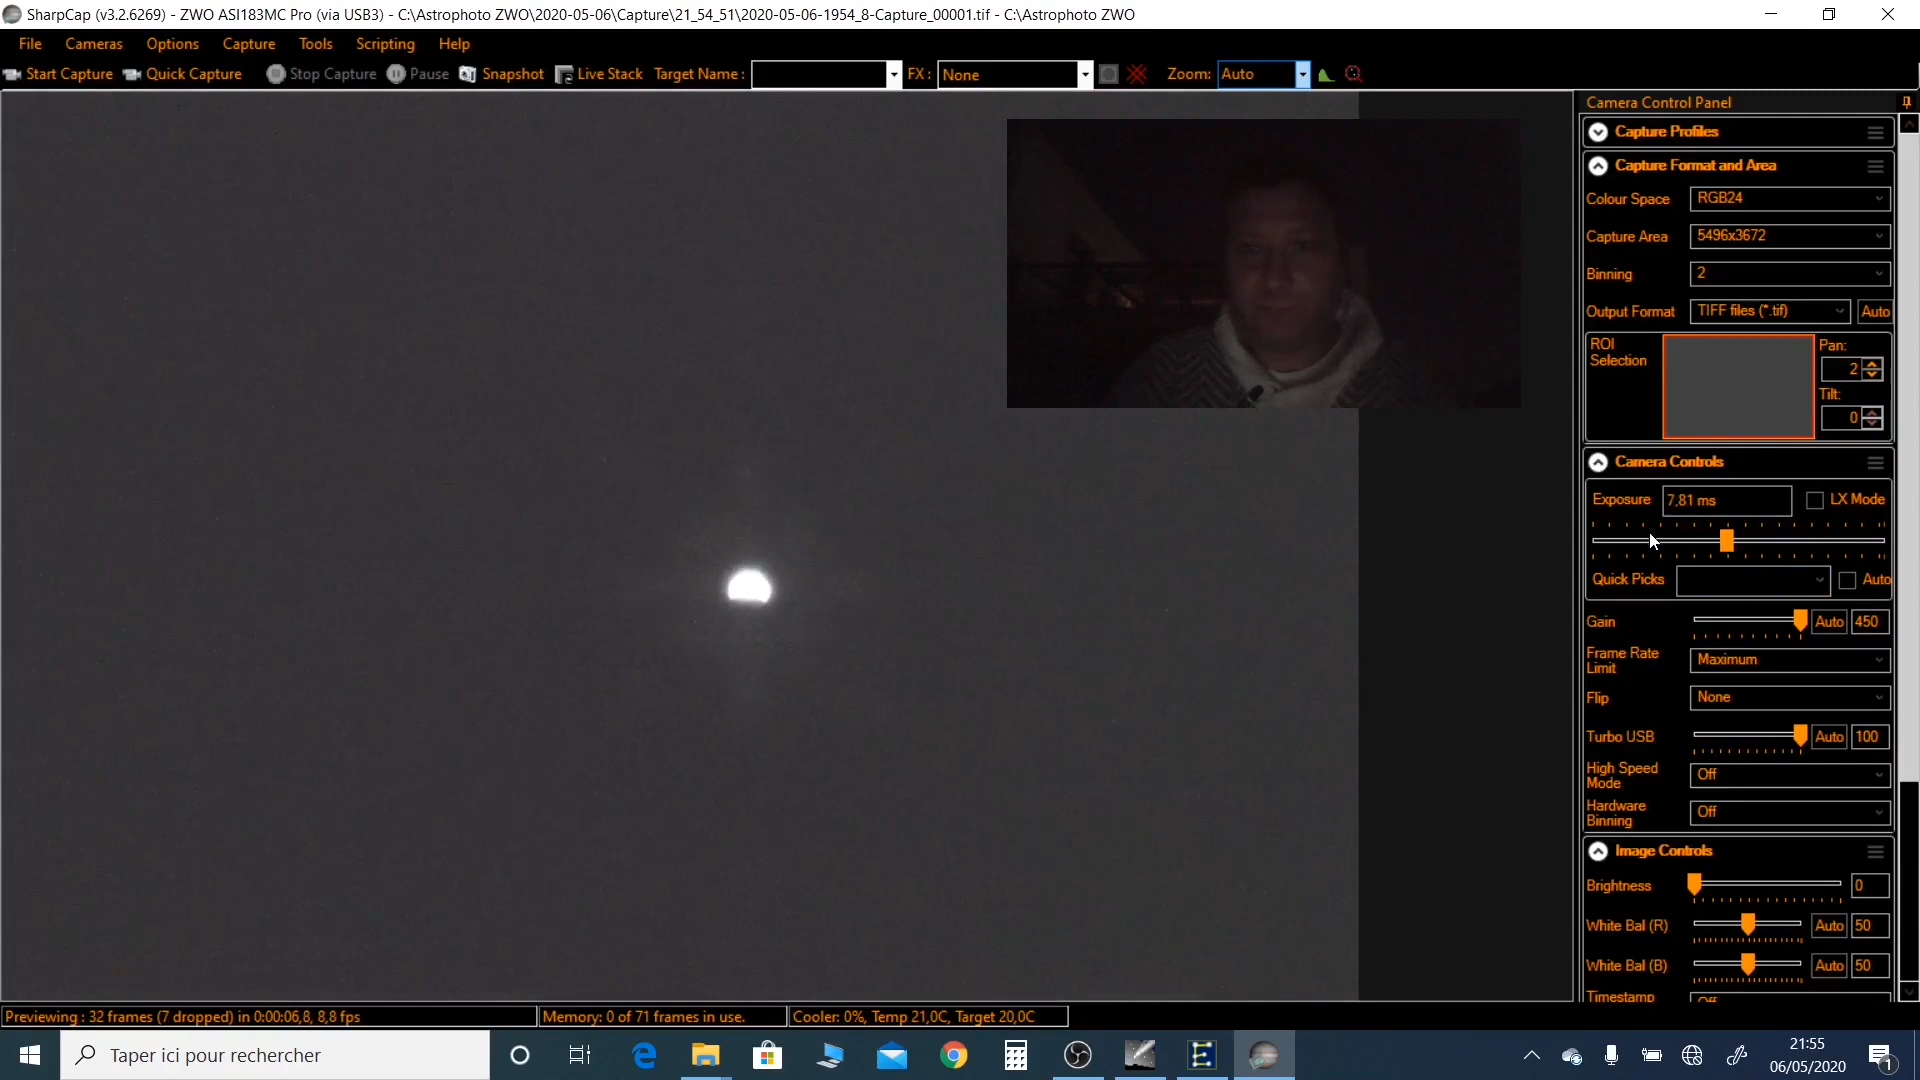 SharpCap (v3.2.6269) - ZWO ASI183MC Pro (via USB3) - C:\Astrophoto ZWO\2020-05-06\Capture\21_54_51\2020-05-06-1954_8-Capture_00001.tif - C:\Astrophoto ZWO
File Cameras Options Capture Tools Scripting Help
Start Capture Quick Capture Stop Capture Pause Snapshot Live Stack Target Name : FX : None Zoom: Auto
Camera Control Panel
Capture Profiles
Capture Format and Area
Colour Space RGB24
Capture Area 5496x3672
Binning 2
Output Format TIFF files (*.tif) Auto
ROI Selection Pan: 2
Tilt: 0
Camera Controls
Exposure 7,81 ms LX Mode
Quick Picks Auto
Gain Auto 450
Frame Rate Limit Maximum
Flip None
Turbo USB Auto 100
High Speed Mode Off
Hardware Binning Off
Image Controls
Brightness 0
White Bal (R) Auto 50
White Bal (B) Auto 50
Timestamp Off
Previewing : 32 frames (7 dropped) in 0:00:06,8, 8,8 fps Memory: 0 of 71 frames in use. Cooler: 0%, Temp 21,0C, Target 20,0C
Taper ici pour rechercher
21:55
06/05/2020
1